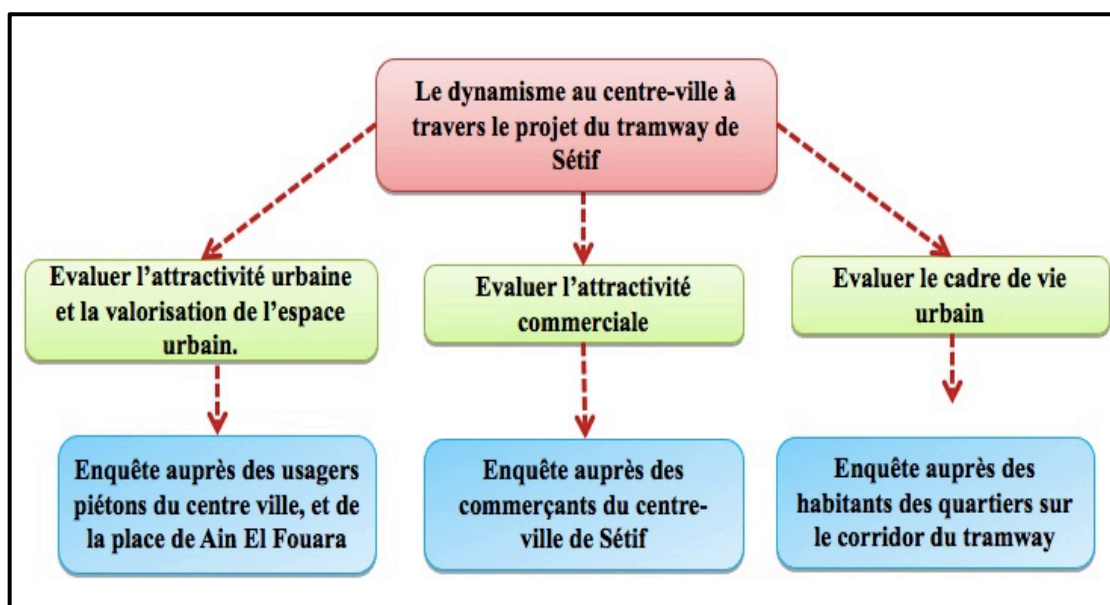 Le dynamisme au centre-ville à
travers le projet du tramway de
Sétif
Evaluer l’attractivité urbaine
et la valorisation de l’espace
urbain.
Evaluer l’attractivité
commerciale
Evaluer le cadre de vie
urbain
Enquête auprès des usagers
piétons du centre ville, et de
la place de Ain El Fouara
Enquête auprès des
commerçants du centre-
ville de Sétif
Enquête auprès des
habitants des quartiers sur
le corridor du tramway